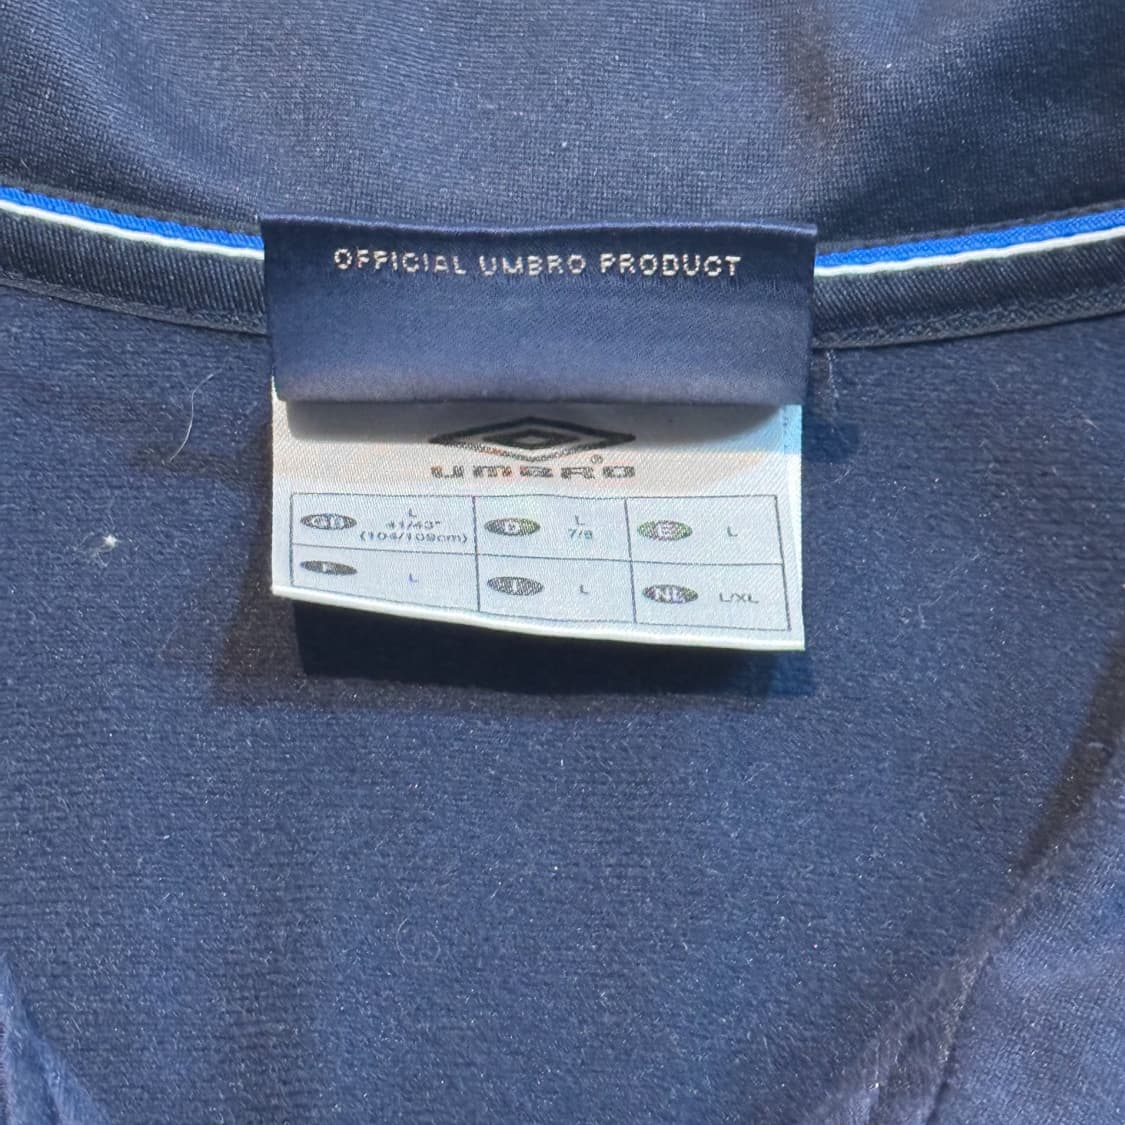 OFFICIAL UMBRO PRODUCT
UMBRO®
GB L 41/43" (104/109cm)
D L 7/8
E L
F L
I L
NL L/XL